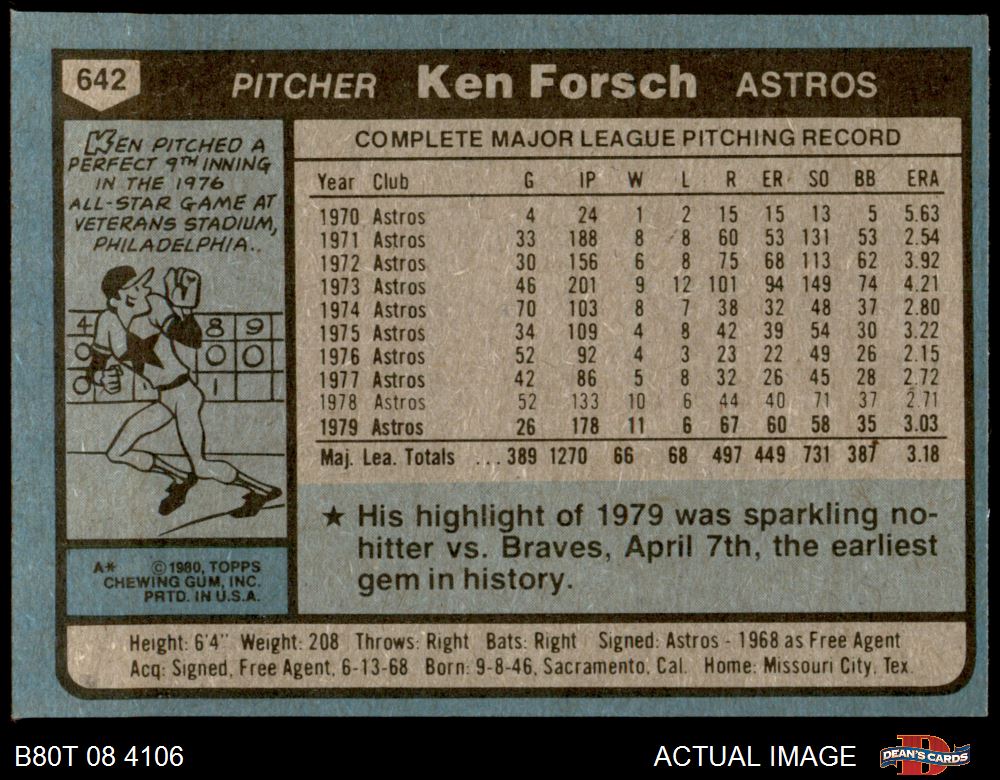 642 PITCHER Ken Forsch ASTROS
KEN PITCHED A
PERFECT 9TH INNING
IN THE 1976
ALL-STAR GAME AT
VETERANS STADIUM,
PHILADELPHIA..
4 8 9
0 0 0
0 1
A* © 1980, TOPPS
CHEWING GUM, INC.
PRTD. IN U.S.A.
COMPLETE MAJOR LEAGUE PITCHING RECORD
Year Club G IP W L R ER SO BB ERA
1970 Astros 4 24 1 2 15 15 13 5 5.63
1971 Astros 33 188 8 8 60 53 131 53 2.54
1972 Astros 30 156 6 8 75 68 113 62 3.92
1973 Astros 46 201 9 12 101 94 149 74 4.21
1974 Astros 70 103 8 7 38 32 48 37 2.80
1975 Astros 34 109 4 8 42 39 54 30 3.22
1976 Astros 52 92 4 3 23 22 49 26 2.15
1977 Astros 42 86 5 8 32 26 45 28 2.72
1978 Astros 52 133 10 6 44 40 71 37 2.71
1979 Astros 26 178 11 6 67 60 58 35 3.03
Maj. Lea. Totals ... 389 1270 66 68 497 449 731 387 3.18
★ His highlight of 1979 was sparkling no-
hitter vs. Braves, April 7th, the earliest
gem in history.
Height: 6'4" Weight: 208 Throws: Right Bats: Right Signed: Astros - 1968 as Free Agent
Acq: Signed, Free Agent, 6-13-68 Born: 9-8-46, Sacramento, Cal. Home: Missouri City, Tex.
B80T 08 4106 ACTUAL IMAGE D DEAN'S CARDS